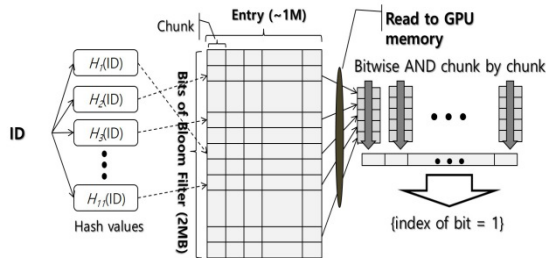 Entry (~1M)
Read to GPU
memory
Chunk
Bitwise AND chunk by chunk
H1(ID)
H2(ID)
H3(ID)
H11(ID)
ID
Hash values
Bits of Bloom Filter (2MB)
{index of bit = 1}